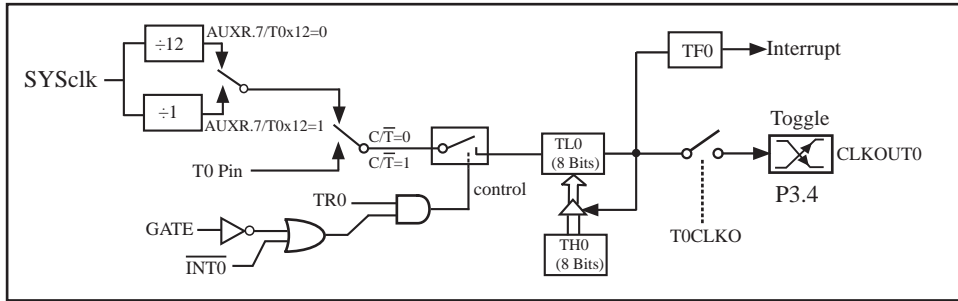 AUXR.7/T0x12=0
÷12
SYSclk
÷1
AUXR.7/T0x12=1
T0 Pin
C/T̅=0
C/T̅=1
control
TR0
GATE
I̅N̅T̅0̅
TL0
(8 Bits)
TH0
(8 Bits)
TF0
Interrupt
Toggle
CLKOUT0
P3.4
T0CLKO